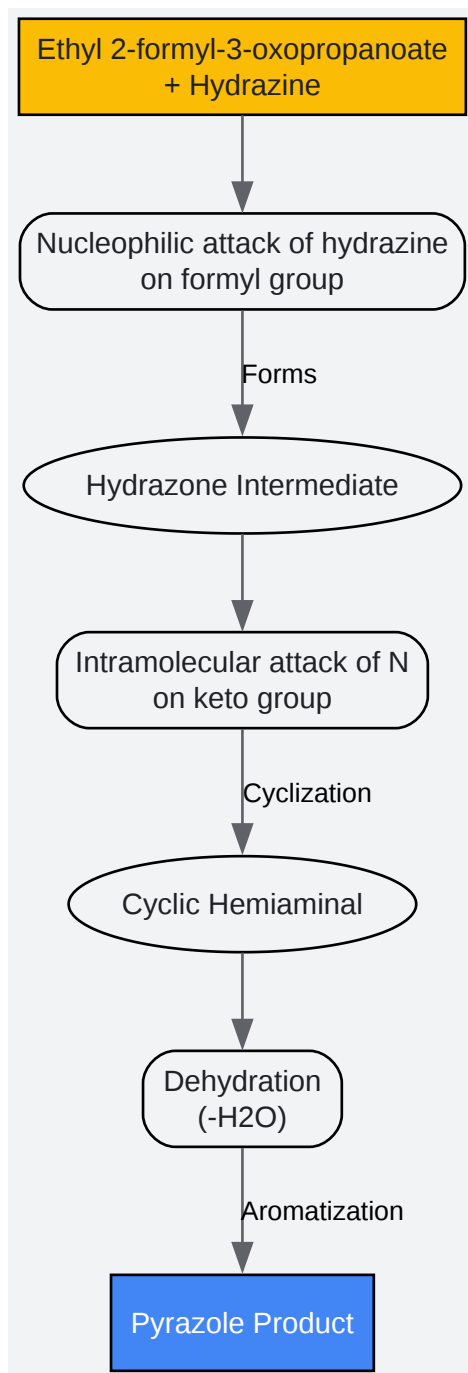 Ethyl 2-formyl-3-oxopropanoate
+ Hydrazine
Nucleophilic attack of hydrazine
on formyl group
Forms
Hydrazone Intermediate
Intramolecular attack of N
on keto group
Cyclization
Cyclic Hemiaminal
Dehydration
(-H2O)
Aromatization
Pyrazole Product